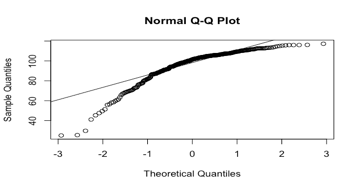 Normal Q-Q Plot
Sample Quantiles
100
80
60
40
-3 -2 -1 0 1 2 3
Theoretical Quantiles